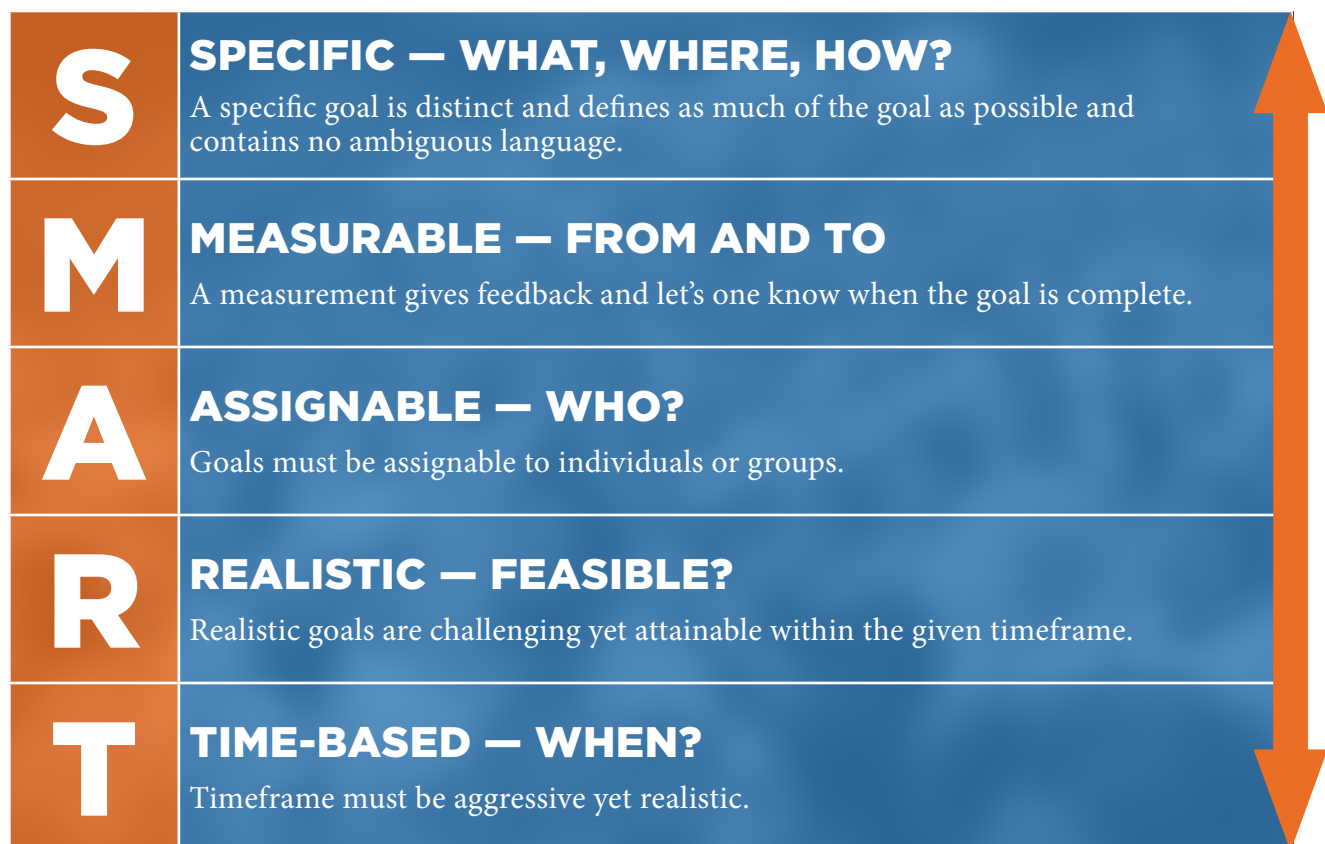 S
SPECIFIC — WHAT, WHERE, HOW?
A specific goal is distinct and defines as much of the goal as possible and
contains no ambiguous language.
M
MEASURABLE — FROM AND TO
A measurement gives feedback and let’s one know when the goal is complete.
A
ASSIGNABLE — WHO?
Goals must be assignable to individuals or groups.
R
REALISTIC — FEASIBLE?
Realistic goals are challenging yet attainable within the given timeframe.
T
TIME-BASED — WHEN?
Timeframe must be aggressive yet realistic.